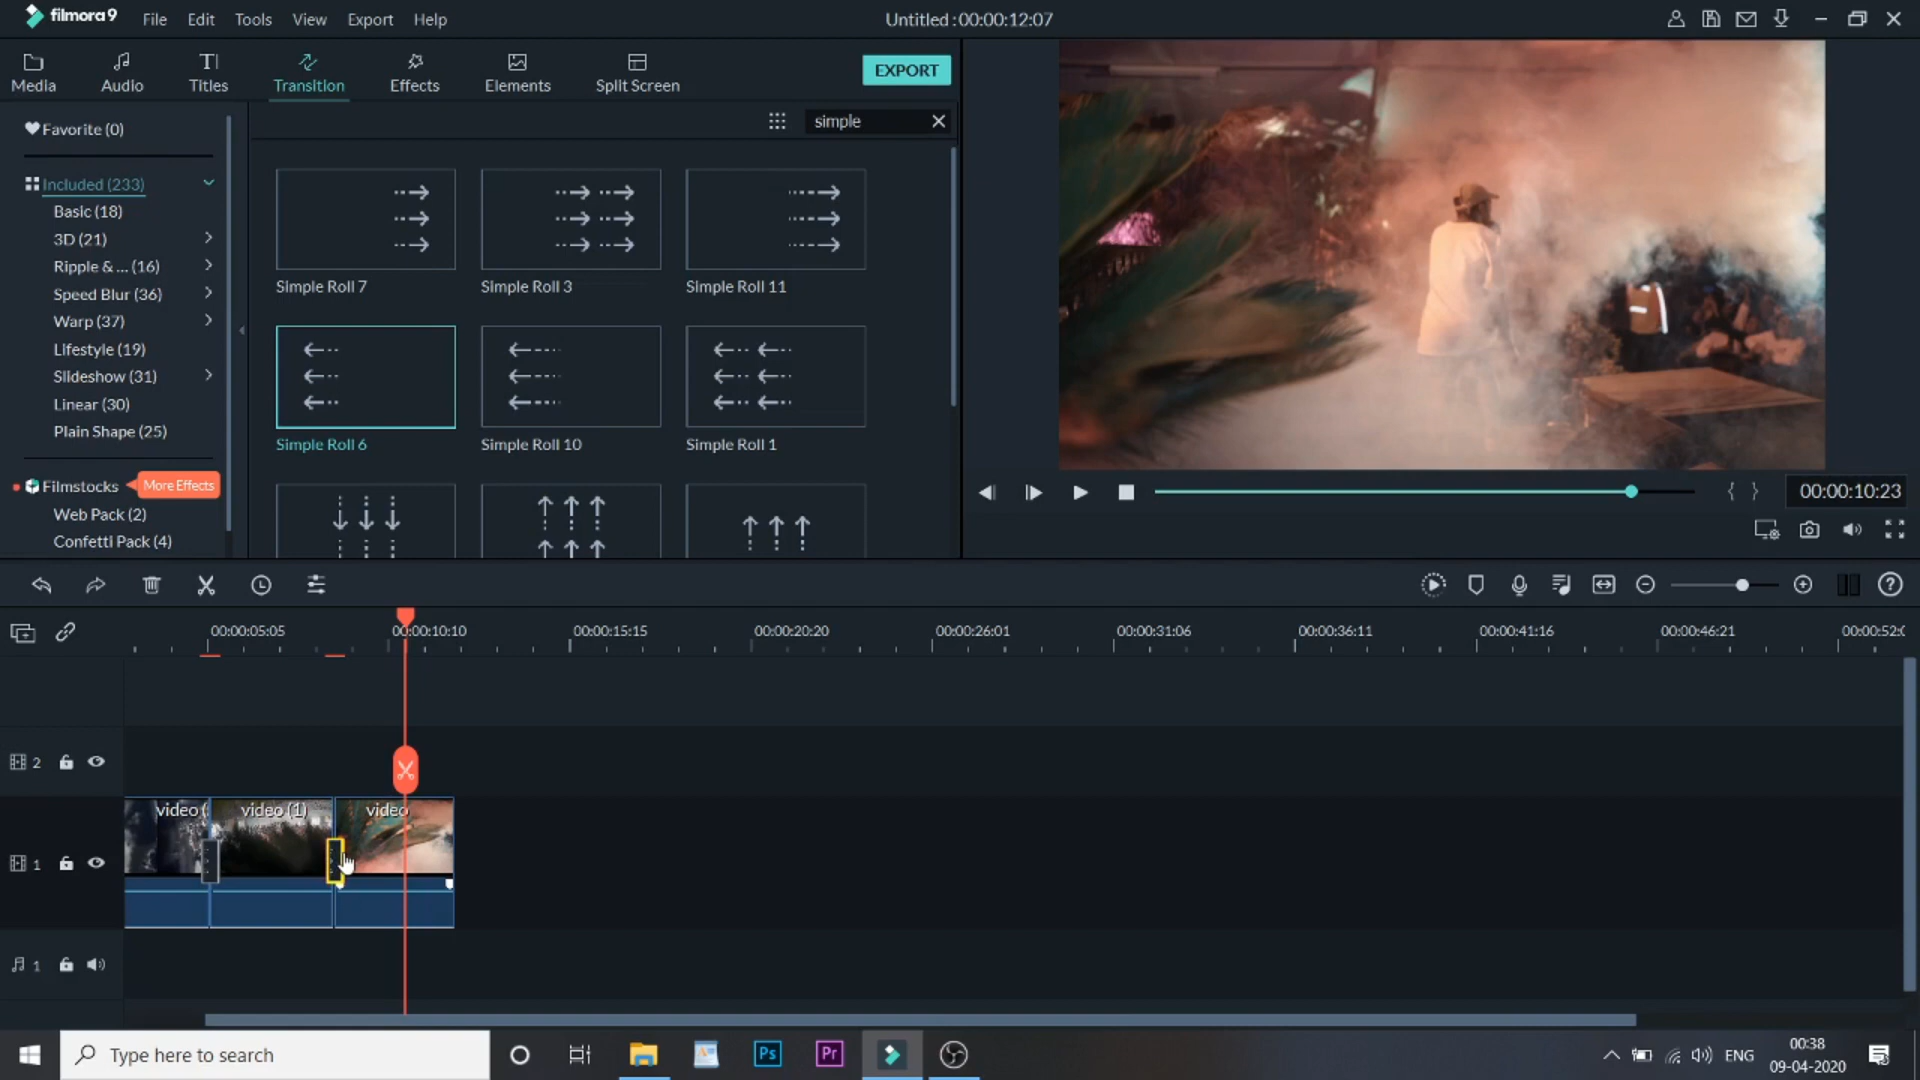 filmora9
File Edit Tools View Export Help
Untitled : 00:00:12:07
Media Audio Titles Transition Effects Elements Split Screen
EXPORT
simple
Favorite (0)
Included (233)
Basic (18)
3D (21)
Ripple & ... (16)
Speed Blur (36)
Warp (37)
Lifestyle (19)
Slideshow (31)
Linear (30)
Plain Shape (25)
Filmstocks More Effects
Web Pack (2)
Confetti Pack (4)
Simple Roll 7 Simple Roll 3 Simple Roll 11
Simple Roll 6 Simple Roll 10 Simple Roll 1
00:00:10:23
00:00:05:05 00:00:10:10 00:00:15:15 00:00:20:20 00:00:26:01 00:00:31:06 00:00:36:11 00:00:41:16 00:00:46:21 00:00:52:0
2
video ( video (1) video
1
1
Type here to search
Ps Pr
ENG
00:38
09-04-2020